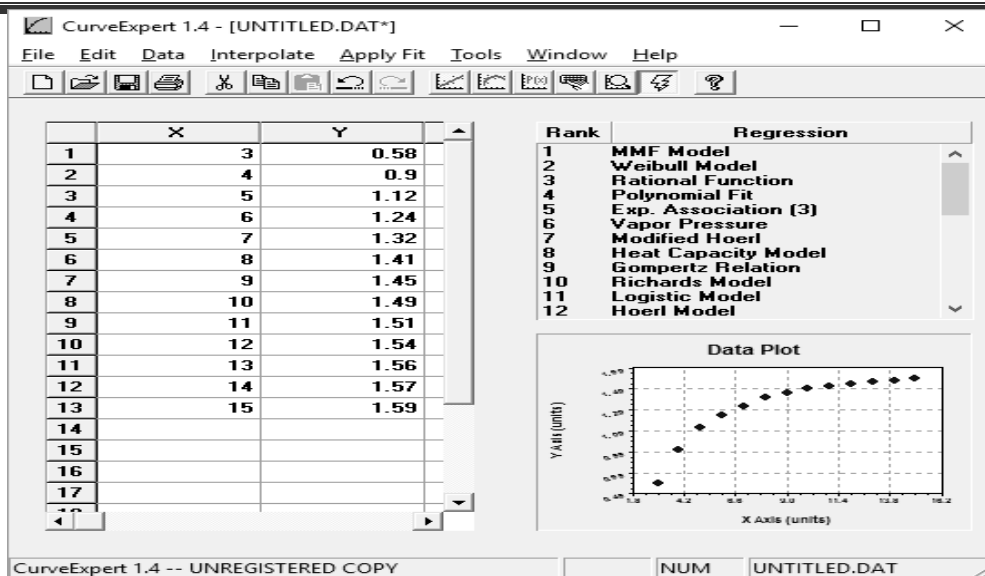 CurveExpert 1.4 - [UNTITLED.DAT*]
File Edit Data Interpolate Apply Fit Tools Window Help
X Y
1 3 0.58
2 4 0.9
3 5 1.12
4 6 1.24
5 7 1.32
6 8 1.41
7 9 1.45
8 10 1.49
9 11 1.51
10 12 1.54
11 13 1.56
12 14 1.57
13 15 1.59
14
15
16
17
Rank Regression
1 MMF Model
2 Weibull Model
3 Rational Function
4 Polynomial Fit
5 Exp. Association (3)
6 Vapor Pressure
7 Modified Hoerl
8 Heat Capacity Model
9 Gompertz Relation
10 Richards Model
11 Logistic Model
12 Hoerl Model
Data Plot
Y Axis (units)
4.2 11.4 16.2
X Axis (units)
CurveExpert 1.4 -- UNREGISTERED COPY NUM UNTITLED.DAT